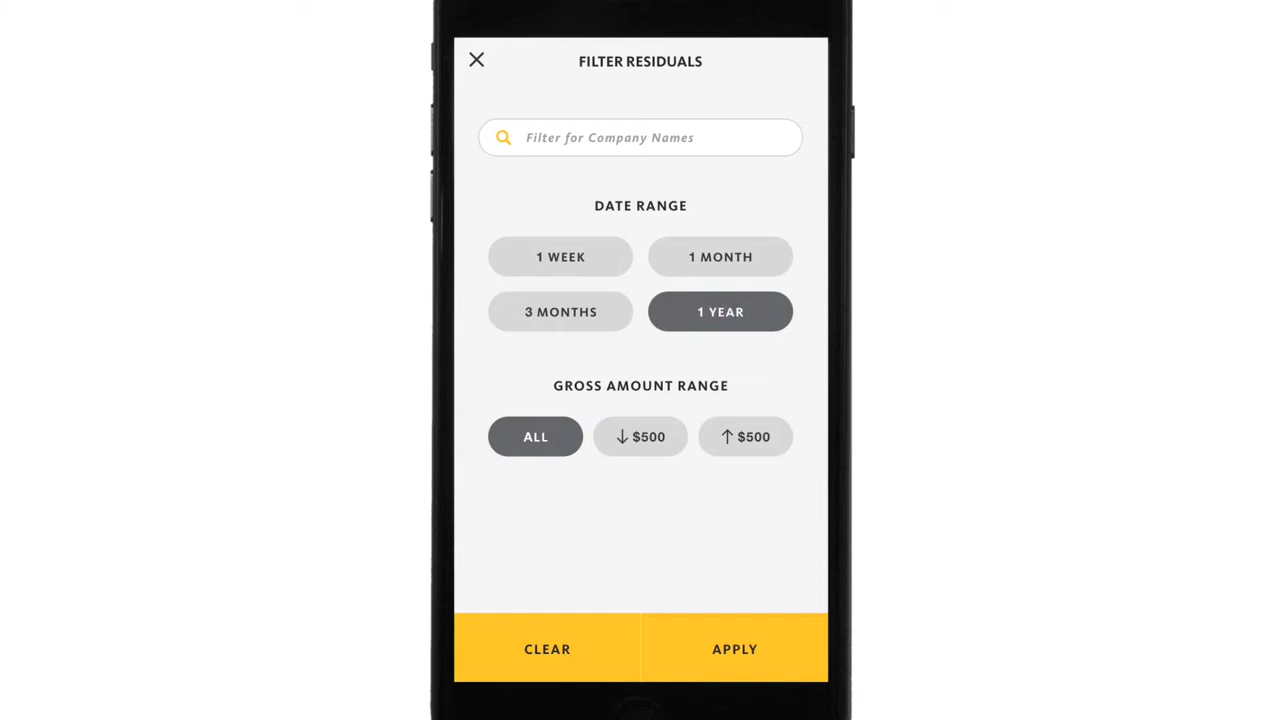 FILTER RESIDUALS
Filter for Company Names
DATE RANGE
1 WEEK 1 MONTH
3 MONTHS 1 YEAR
GROSS AMOUNT RANGE
ALL ↓ $500 ↑ $500
CLEAR APPLY